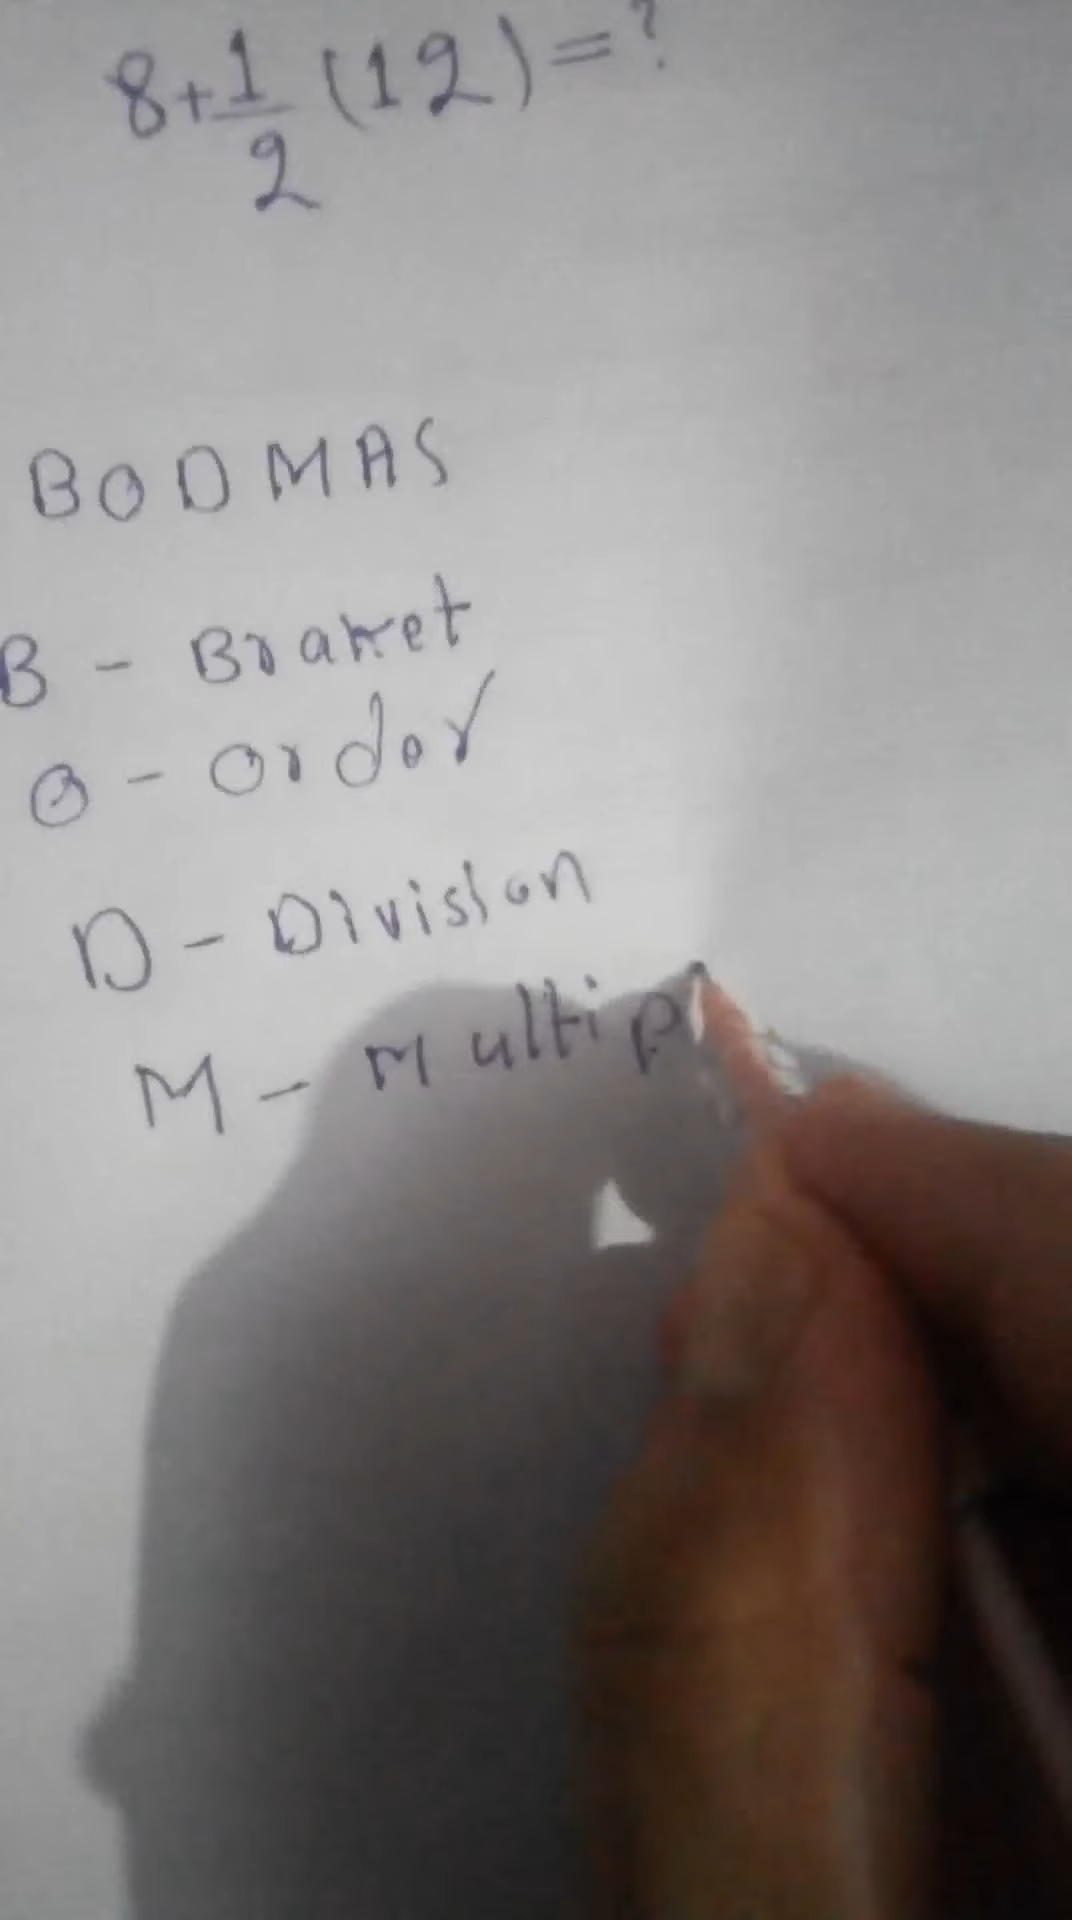 8+1/2 (12)=?
BODMAS
B - Braket
O - Order
D - Division
M - Multip